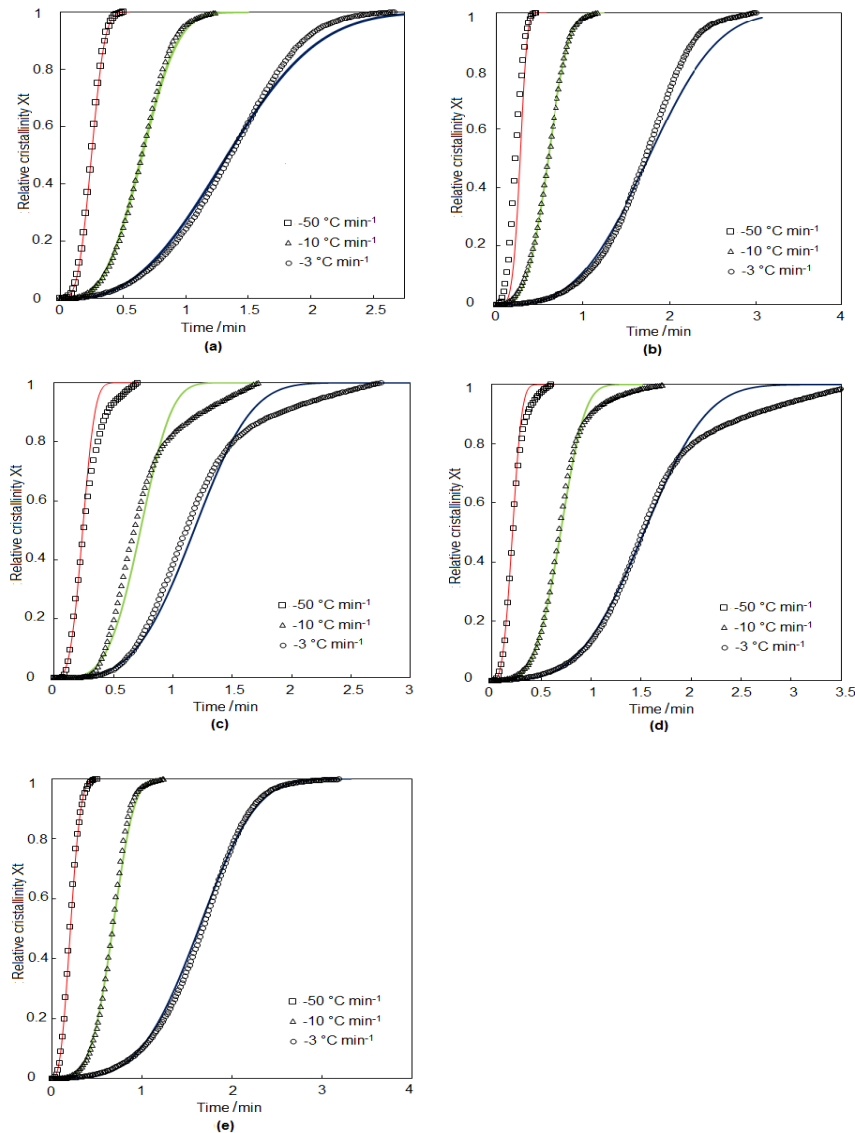 1
0.8
0.6
0.4
0.2
0
Relative cristallinity Xt
-50 °C min-1
-10 °C min-1
-3 °C min-1
0 0.5 1 1.5 2 2.5
Time /min
(a)
1
0.8
0.6
0.4
0.2
0
Relative cristallinity Xt
-50 °C min-1
-10 °C min-1
-3 °C min-1
0 1 2 3 4
Time /min
(b)
1
0.8
0.6
0.4
0.2
0
Relative cristallinity Xt
-50 °C min-1
-10 °C min-1
-3 °C min-1
0 0.5 1 1.5 2 2.5 3
Time /min
(c)
1
0.8
0.6
0.4
0.2
0
Relative cristallinity Xt
-50 °C min-1
-10 °C min-1
-3 °C min-1
0 0.5 1 1.5 2 2.5 3 3.5
Time /min
(d)
1
0.8
0.6
0.4
0.2
0
Relative cristallinity Xt
-50 °C min-1
-10 °C min-1
-3 °C min-1
0 1 2 3 4
Time /min
(e)